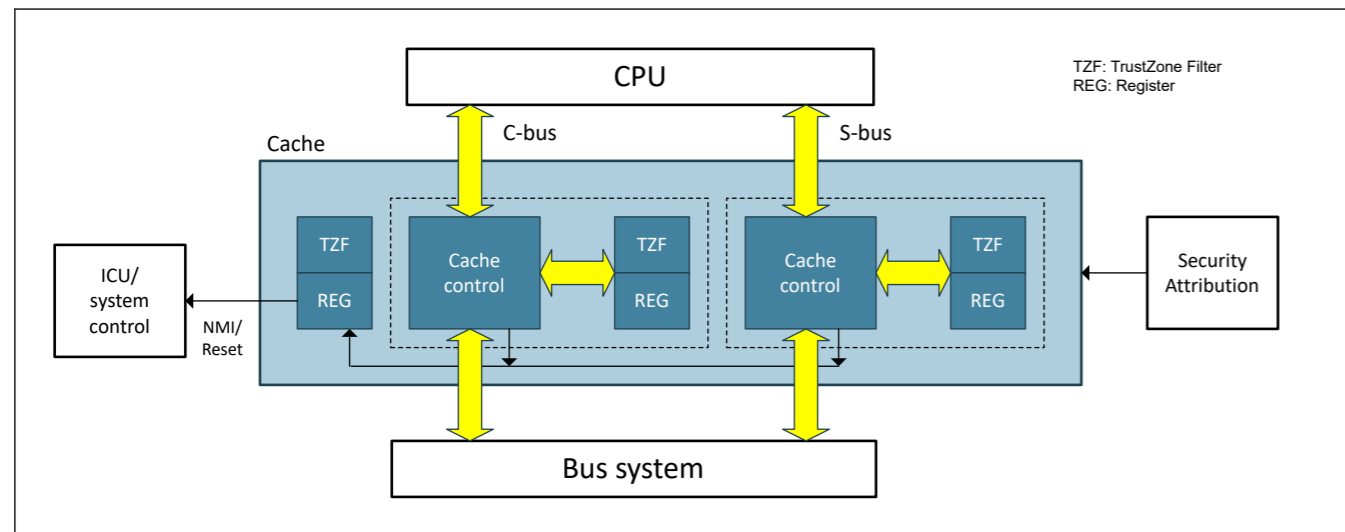 CPU
TZF: TrustZone Filter
REG: Register
C-bus
S-bus
Cache
TZF
REG
Cache
control
TZF
REG
Cache
control
TZF
REG
ICU/
system
control
NMI/
Reset
Security
Attribution
Bus system